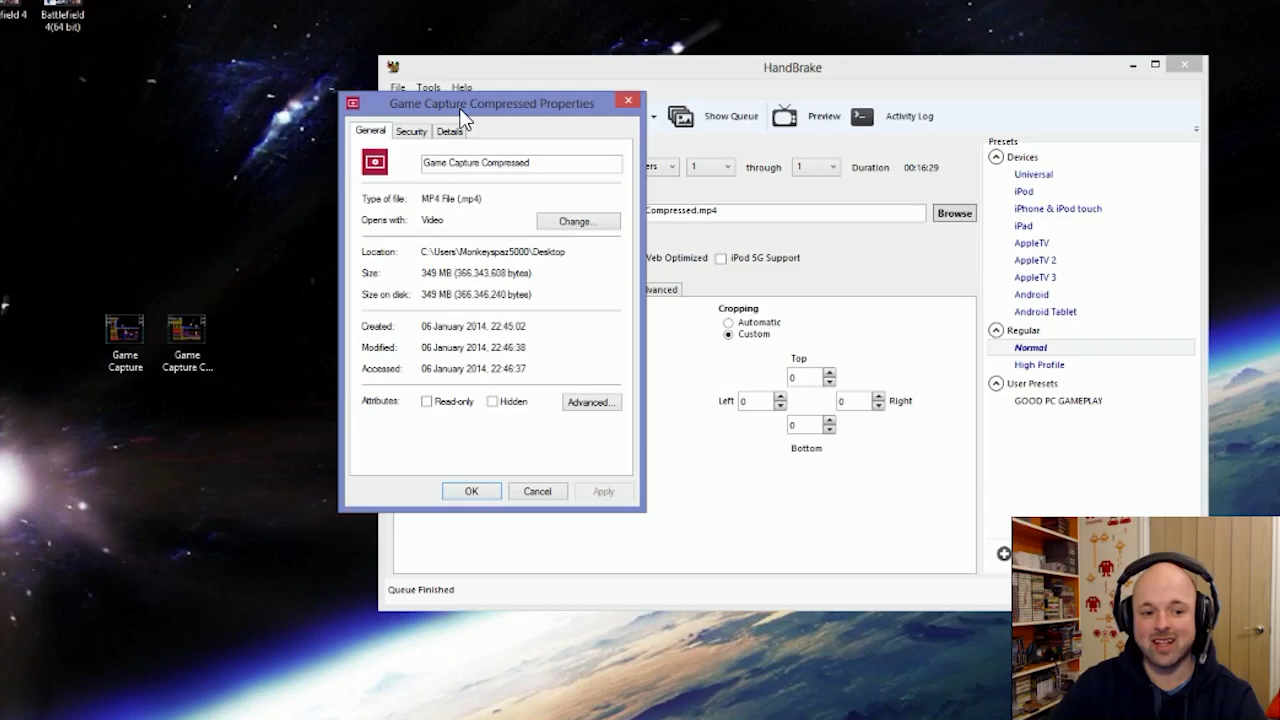 field 4
Battlefield
4(64 bit)
HandBrake
File Tools Help
Game Capture Compressed Properties
Show Queue
Preview
Activity Log
General
Security
Details
Presets
Devices
Game Capture Compressed
ers
1
through
1
Duration
00:16:29
Universal
iPod
Type of file:
MP4 File (.mp4)
iPhone & iPod touch
Opens with:
Video
Change...
Compressed.mp4
Browse
iPad
AppleTV
Location:
C:\Users\Monkeyspaz5000\Desktop
Web Optimized
iPod 5G Support
AppleTV 2
Size:
349 MB (366,343,608 bytes)
AppleTV 3
Size on disk:
349 MB (366,346,240 bytes)
dvanced
Android
Android Tablet
Cropping
Created:
06 January 2014, 22:45:02
Automatic
Regular
Custom
Modified:
06 January 2014, 22:46:38
Normal
Game
Capture
Game
Capture C...
Top
High Profile
Accessed:
06 January 2014, 22:46:37
0
User Presets
Attributes:
Read-only
Hidden
Advanced...
Left
0
0
Right
GOOD PC GAMEPLAY
0
Bottom
OK
Cancel
Apply
Queue Finished